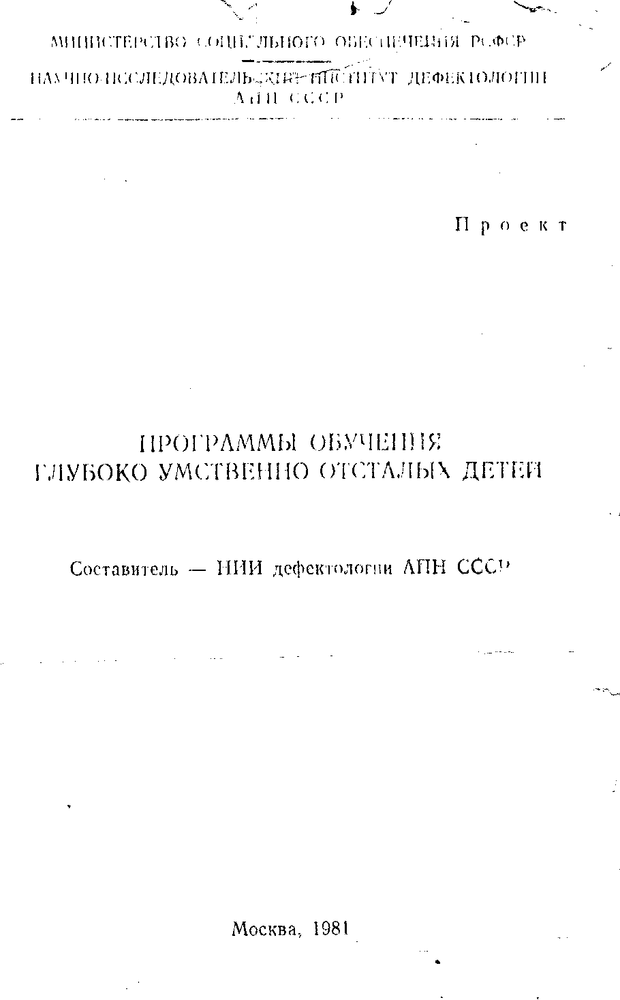 МИНИСТЕРСТВО СОЦИАЛЬНОГО ОБЕСПЕЧЕНИЯ РСФСР
НАУЧНО-ИССЛЕДОВАТЕЛЬСКИЙ ИНСТИТУТ ДЕФЕКТОЛОГИИ
АПН СССР
Проект
ПРОГРАММЫ ОБУЧЕНИЯ
ГЛУБОКО УМСТВЕННО ОТСТАЛЫХ ДЕТЕЙ
Составитель — НИИ дефектологии АПН СССР
Москва, 1981